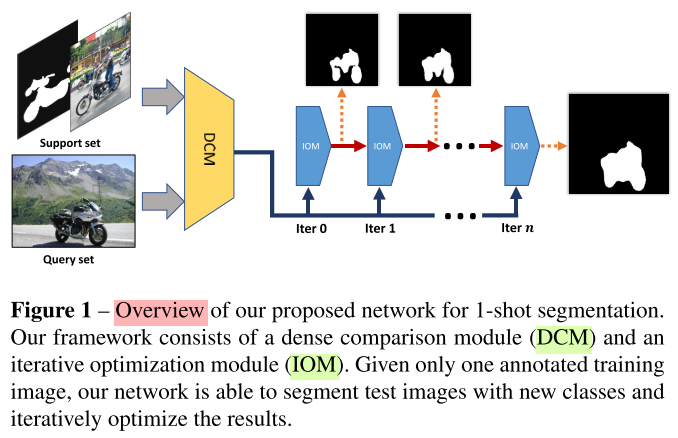 Support set
Query set
DCM
IOM
IOM
IOM
Iter 0
Iter 1
Iter n
Figure 1 – Overview of our proposed network for 1-shot segmentation.
Our framework consists of a dense comparison module (DCM) and an
iterative optimization module (IOM). Given only one annotated training
image, our network is able to segment test images with new classes and
iteratively optimize the results.